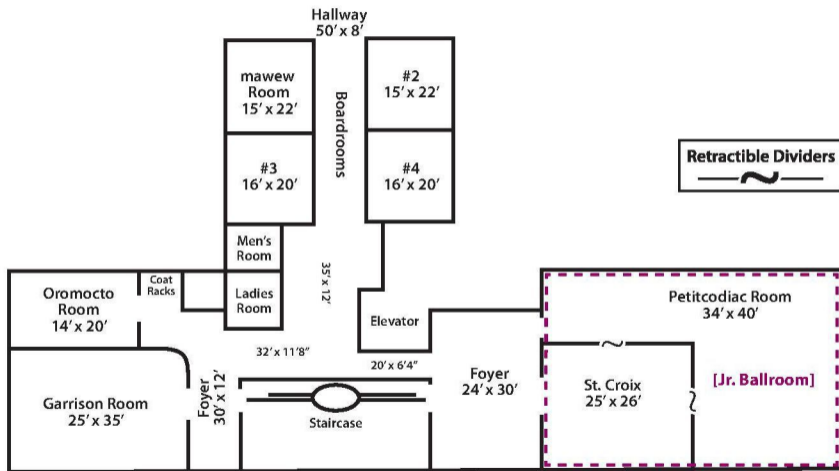 Hallway
50' x 8'
mawew
Room
15' x 22'
#2
15' x 22'
Boardrooms
#3
16' x 20'
#4
16' x 20'
Retractible Dividers
Men's
Room
Coat
Racks
Ladies
Room
35' x 12'
Oromocto
Room
14' x 20'
Elevator
Petitcodiac Room
34' x 40'
32' x 11'8"
20' x 6'4"
Foyer
24' x 30'
St. Croix
25' x 26'
[Jr. Ballroom]
Garrison Room
25' x 35'
Foyer
30' x 12'
Staircase